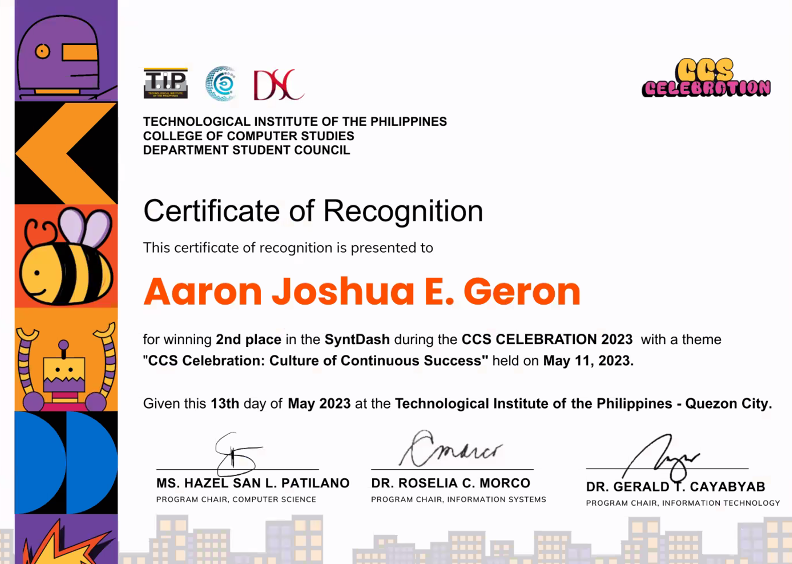 T.I.P
DSC
CCS
CELEBRATION
TECHNOLOGICAL INSTITUTE OF THE PHILIPPINES
COLLEGE OF COMPUTER STUDIES
DEPARTMENT STUDENT COUNCIL
Certificate of Recognition
This certificate of recognition is presented to
Aaron Joshua E. Geron
for winning 2nd place in the SyntDash during the CCS CELEBRATION 2023 with a theme
"CCS Celebration: Culture of Continuous Success" held on May 11, 2023.
Given this 13th day of May 2023 at the Technological Institute of the Philippines - Quezon City.
MS. HAZEL SAN L. PATILANO
PROGRAM CHAIR, COMPUTER SCIENCE
DR. ROSELIA C. MORCO
PROGRAM CHAIR, INFORMATION SYSTEMS
DR. GERALD T. CAYABYAB
PROGRAM CHAIR, INFORMATION TECHNOLOGY